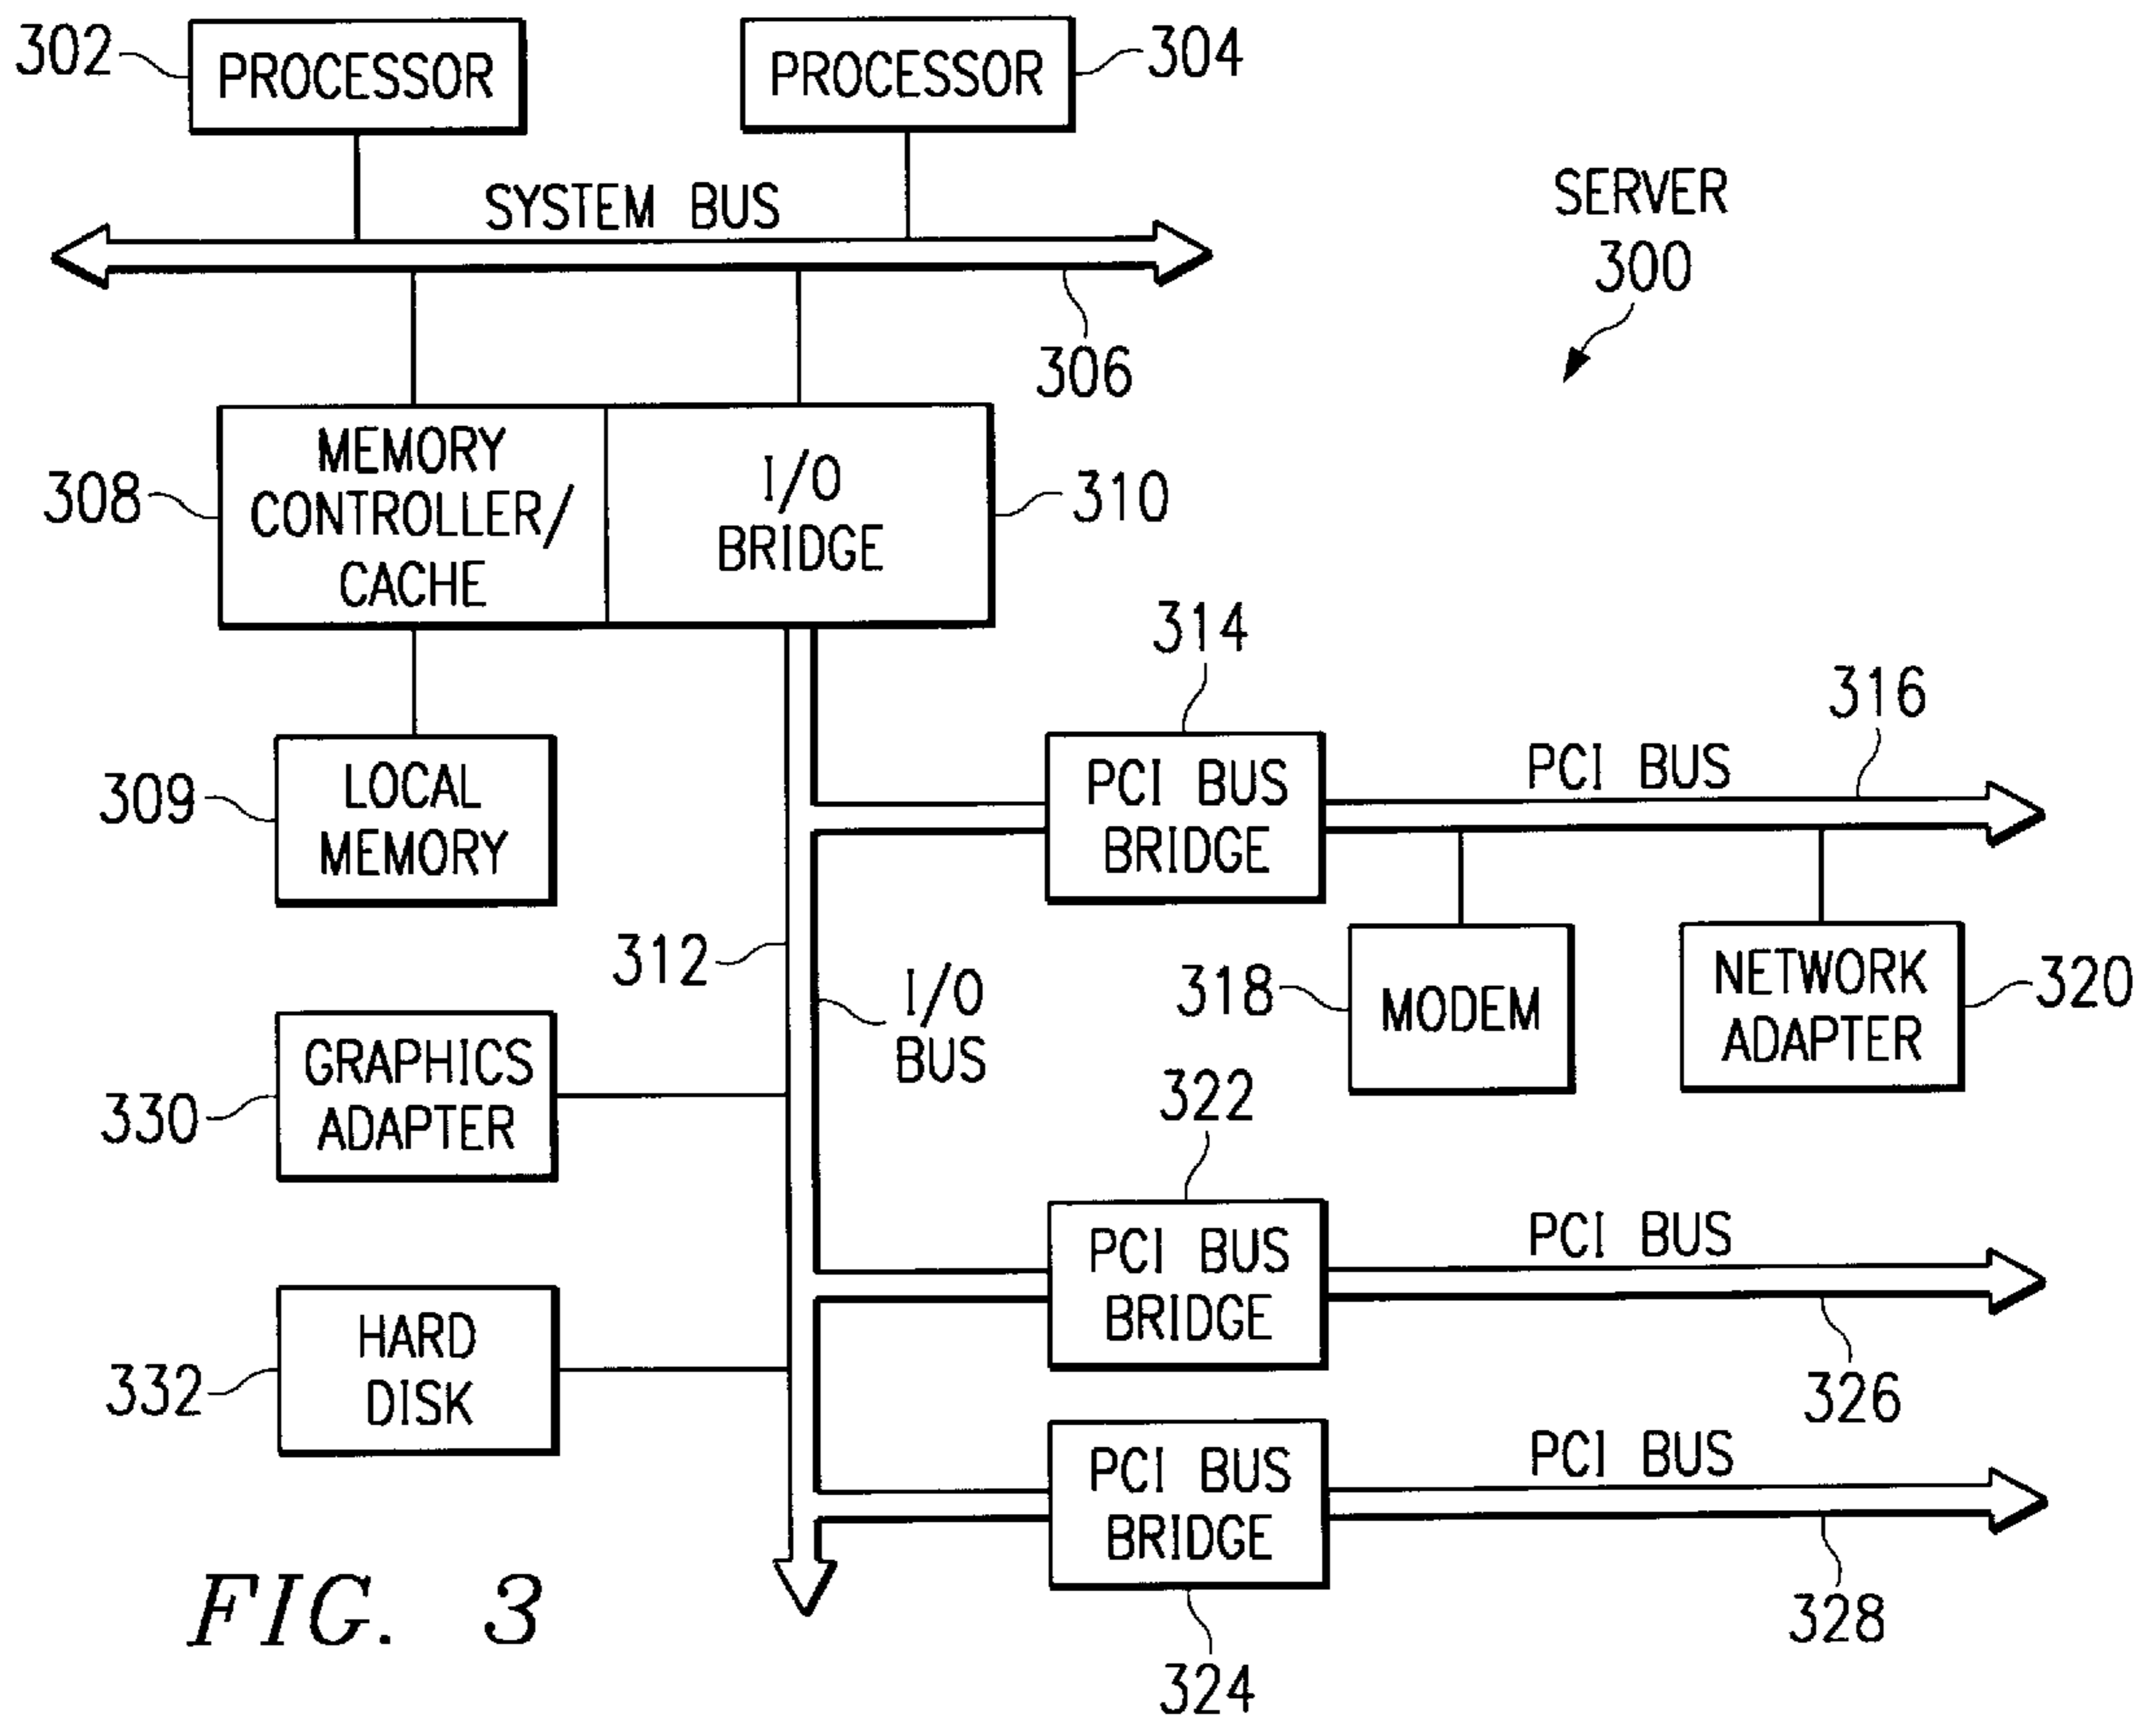 302
PROCESSOR
PROCESSOR
304
SYSTEM BUS
306
SERVER
300
308
MEMORY
CONTROLLER/
CACHE
I/O
BRIDGE
310
309
LOCAL
MEMORY
314
PCI BUS
BRIDGE
PCI BUS
316
312
I/O
BUS
318
MODEM
NETWORK
ADAPTER
320
330
GRAPHICS
ADAPTER
322
PCI BUS
BRIDGE
PCI BUS
326
332
HARD
DISK
PCI BUS
BRIDGE
PCI BUS
328
324
FIG. 3